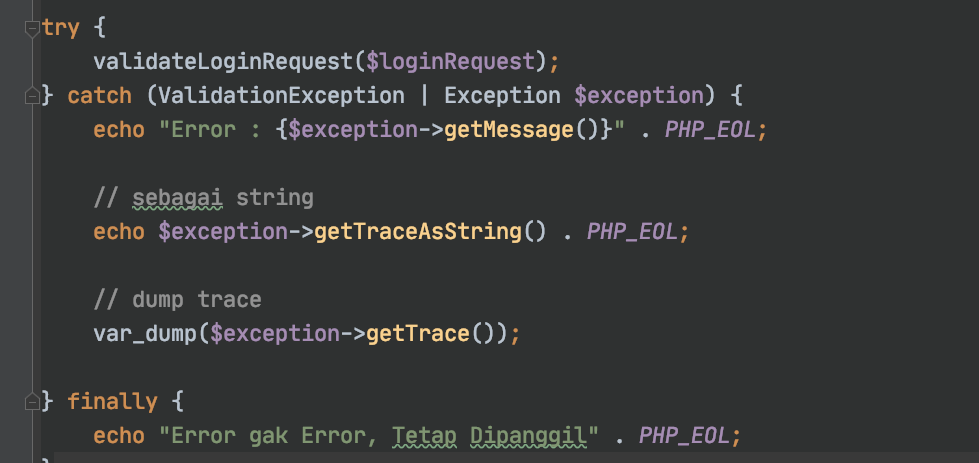 try {
    validateLoginRequest($loginRequest);
} catch (ValidationException | Exception $exception) {
    echo "Error : {$exception->getMessage()}" . PHP_EOL;
    // sebagai string
    echo $exception->getTraceAsString() . PHP_EOL;
    // dump trace
    var_dump($exception->getTrace());
} finally {
    echo "Error gak Error, Tetap Dipanggil" . PHP_EOL;
}